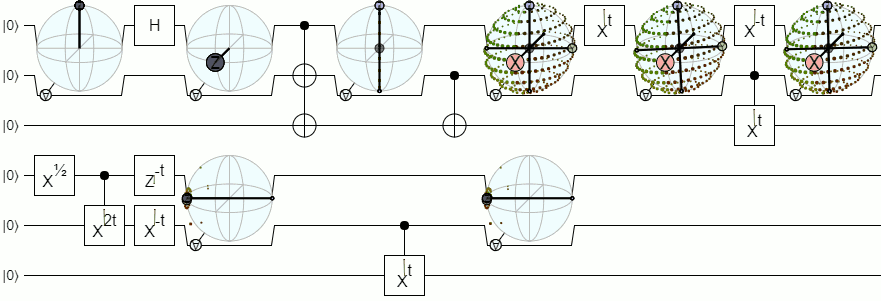 |0⟩ H X^t X^-t
|0⟩ Z X X X
|0⟩ X^t
|0⟩ X^½ Z^-t
|0⟩ X^2t X^-t
|0⟩ X^t